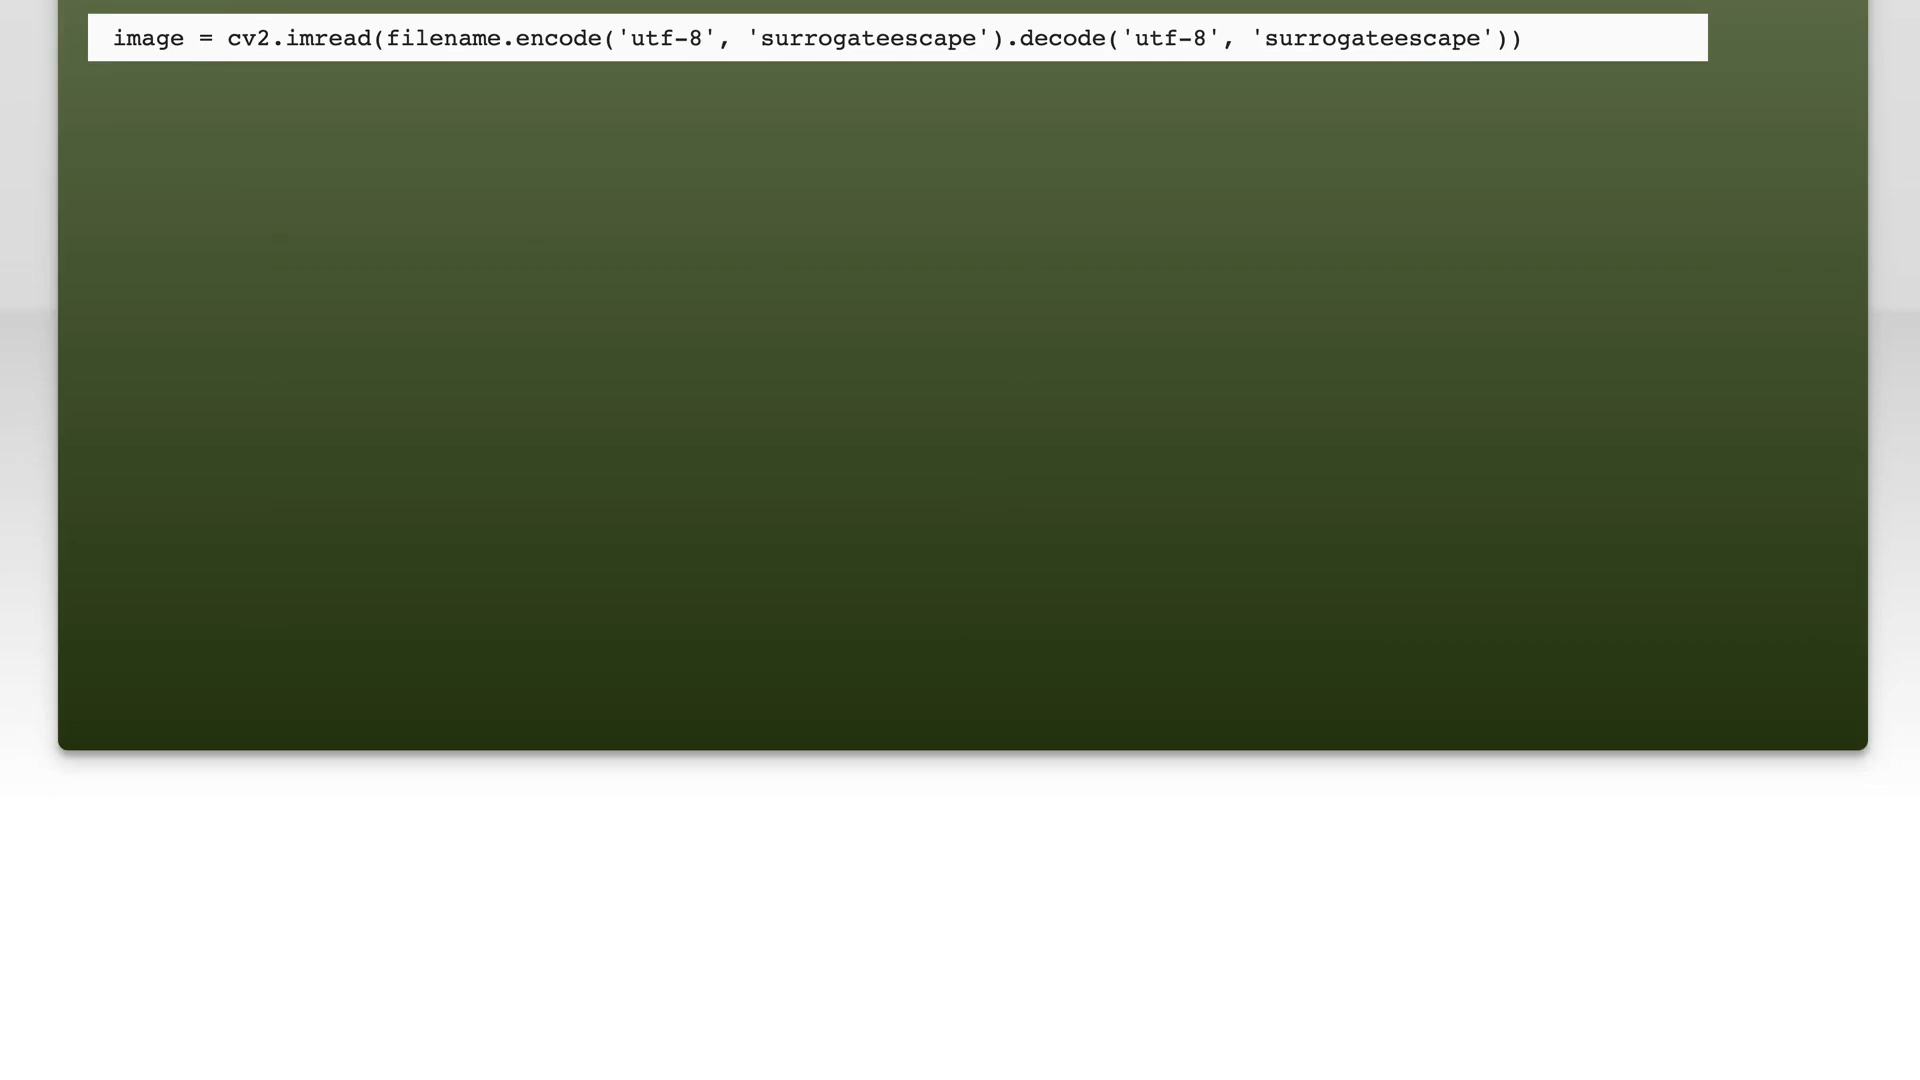 image = cv2.imread(filename.encode('utf-8', 'surrogateescape').decode('utf-8', 'surrogateescape'))